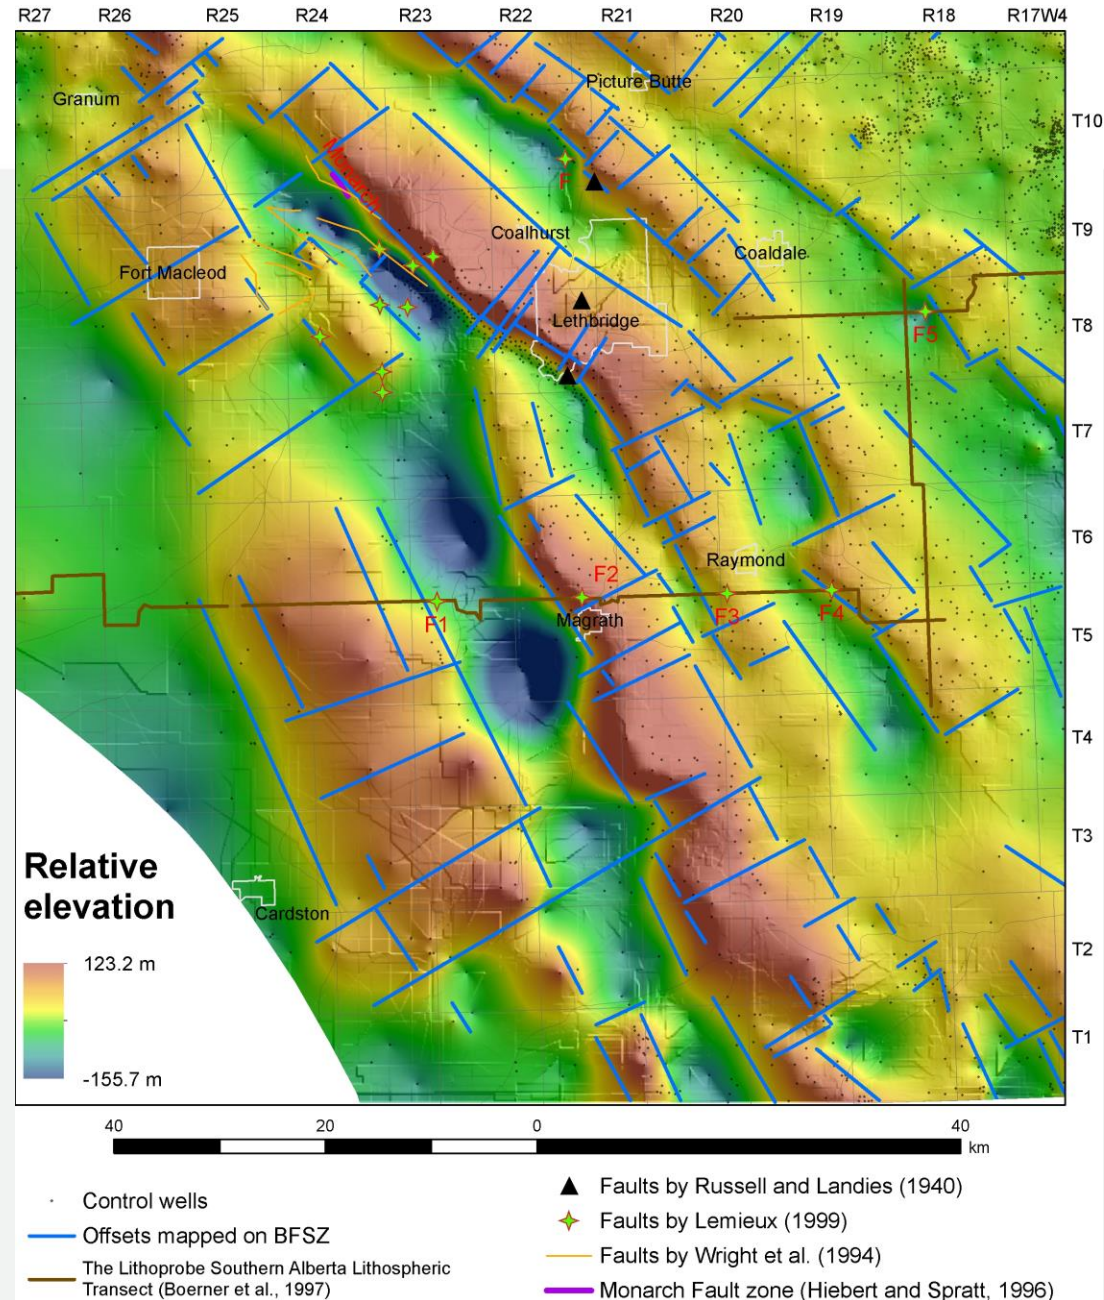 R27 R26 R25 R24 R23 R22 R21 R20 R19 R18 R17W4
Picture Butte
Granum
T10
Monarch
F
T9
Coalhurst
Coaldale
Fort Macleod
Lethbridge
T8
F5
T7
T6
Raymond
F2
F1
Magrath
F3
F4
T5
T4
T3
Relative
elevation
Cardston
123.2 m
T2
-155.7 m
T1
40 20 0 40
km
Control wells
Offsets mapped on BFSZ
The Lithoprobe Southern Alberta Lithospheric
Transect (Boerner et al., 1997)
Faults by Russell and Landies (1940)
Faults by Lemieux (1999)
Faults by Wright et al. (1994)
Monarch Fault zone (Hiebert and Spratt, 1996)